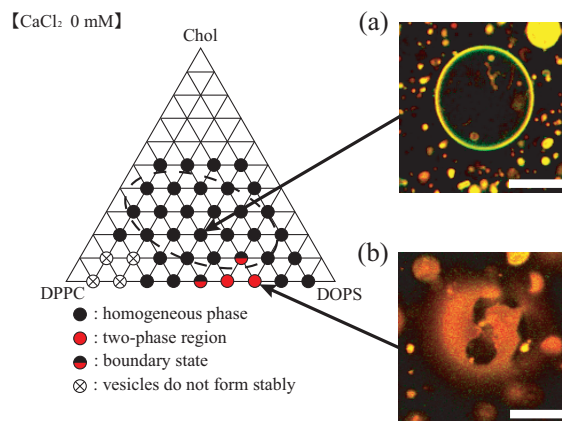 【CaCl₂ 0 mM】
(a)
Chol
(b)
DPPC
DOPS
: homogeneous phase
: two-phase region
: boundary state
: vesicles do not form stably